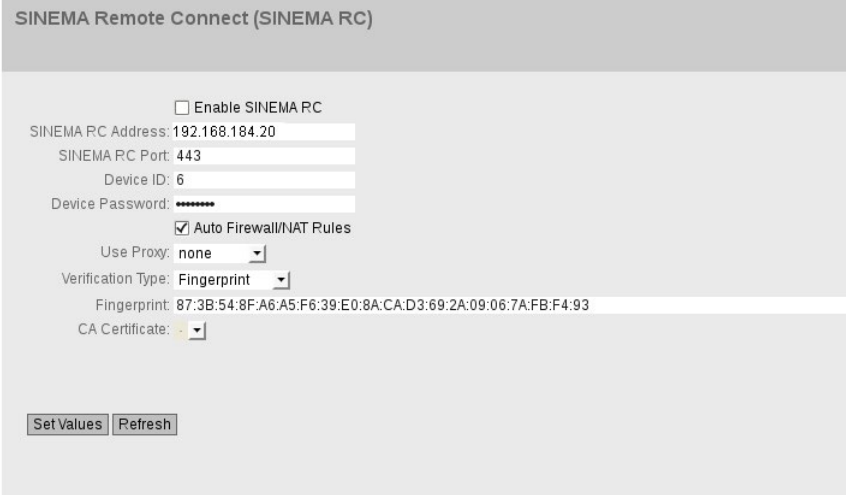 SINEMA Remote Connect (SINEMA RC)
Enable SINEMA RC
SINEMA RC Address: 192.168.184.20
SINEMA RC Port: 443
Device ID: 6
Device Password: ••••••••
Auto Firewall/NAT Rules
Use Proxy: none
Verification Type: Fingerprint
Fingerprint: 87:3B:54:8F:A6:A5:F6:39:E0:8A:CA:D3:69:2A:09:06:7A:FB:F4:93
CA Certificate: -
Set Values Refresh